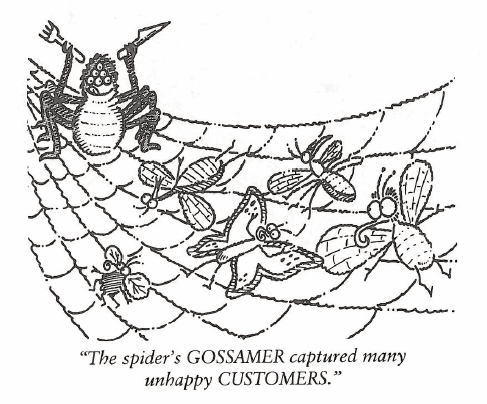 “The spider’s GOSSAMER captured many
unhappy CUSTOMERS.”